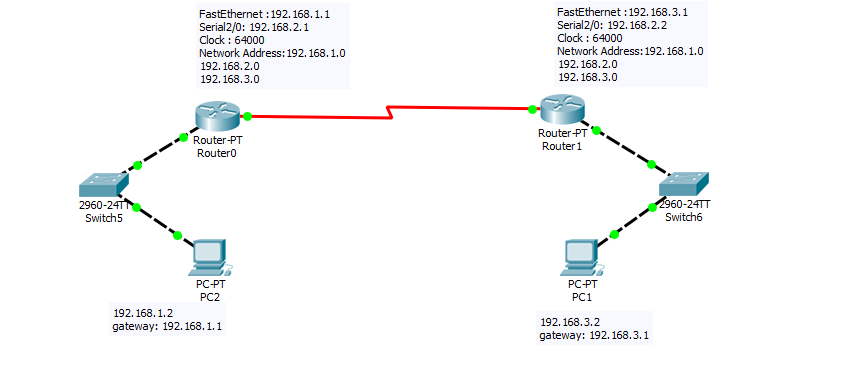 FastEthernet :192.168.1.1
Serial2/0: 192.168.2.1
Clock : 64000
Network Address:192.168.1.0
192.168.2.0
192.168.3.0
FastEthernet :192.168.3.1
Serial2/0: 192.168.2.2
Clock : 64000
Network Address:192.168.1.0
192.168.2.0
192.168.3.0
Router-PT
Router0
Router-PT
Router1
2960-24TT
Switch5
2960-24TT
Switch6
PC-PT
PC2
PC-PT
PC1
192.168.1.2
gateway: 192.168.1.1
192.168.3.2
gateway: 192.168.3.1